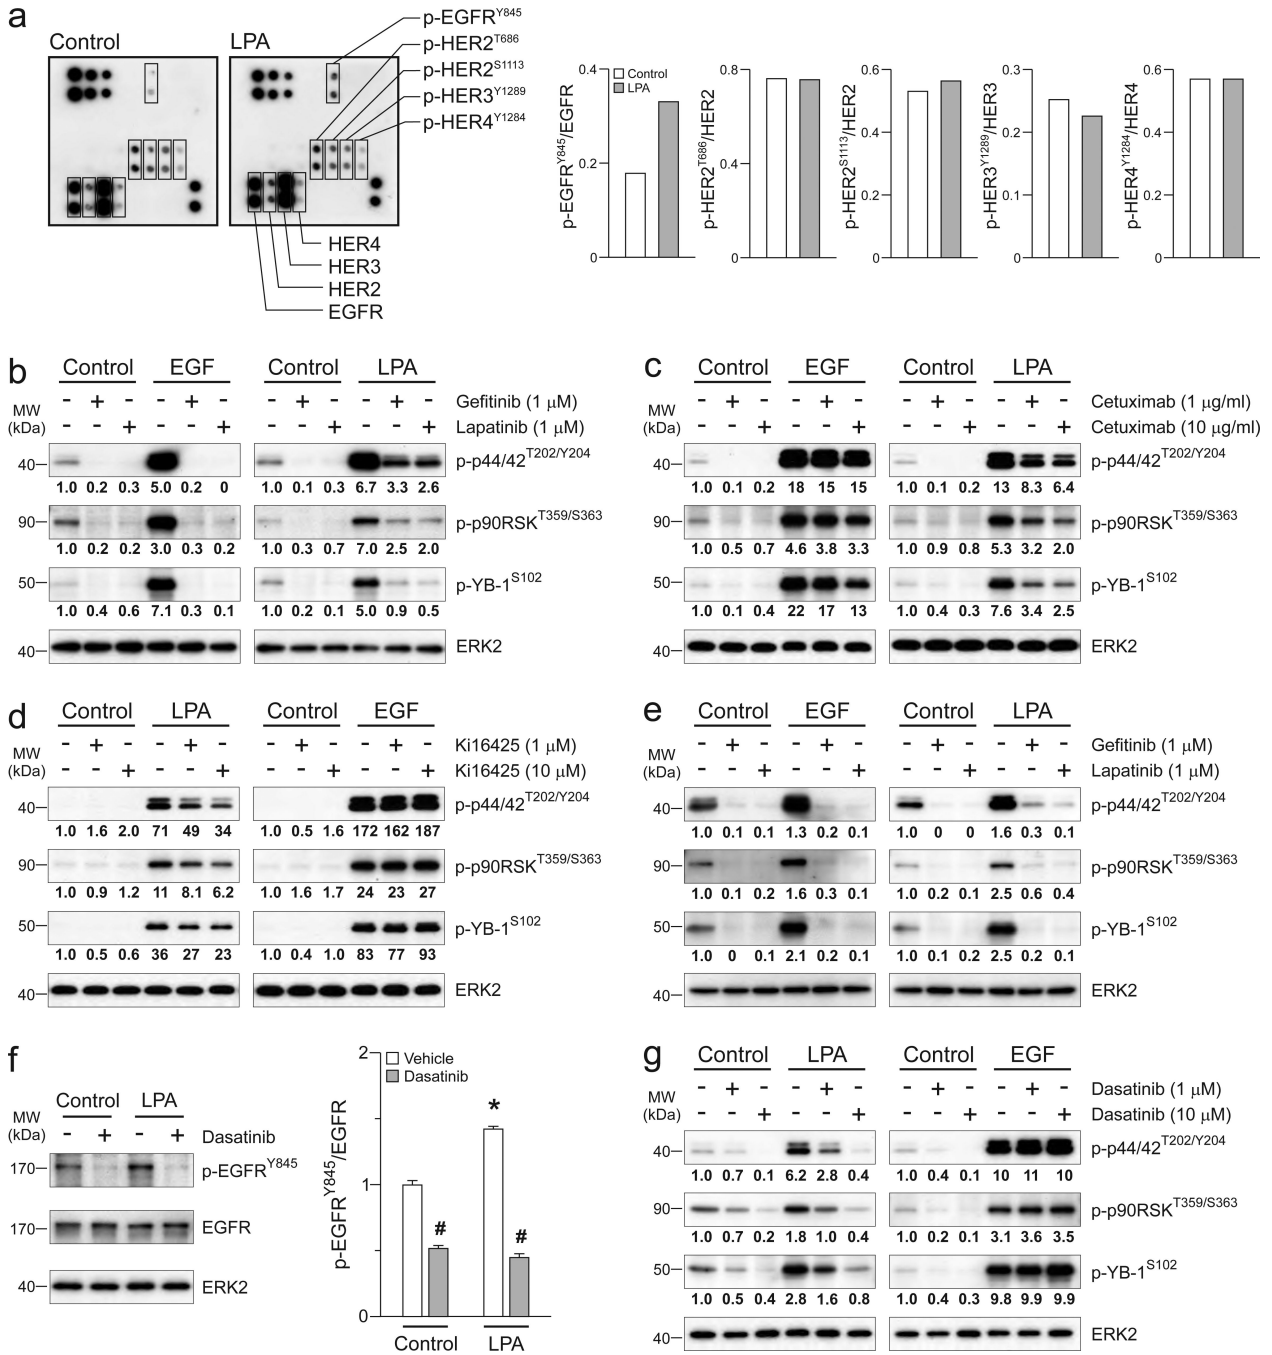 a
Control
LPA
p-EGFR^Y845
p-HER2^T686
p-HER2^S1113
p-HER3^Y1289
p-HER4^Y1284
HER4
HER3
HER2
EGFR
p-EGFR^Y845/EGFR
0.4
0.2
0
Control
LPA
p-HER2^T686/HER2
0.8
0.4
0
p-HER2^S1113/HER2
0.6
0.4
0.2
0
p-HER3^Y1289/HER3
0.3
0.2
0.1
0
p-HER4^Y1284/HER4
0.6
0.4
0.2
0
b
Control EGF Control LPA
MW
(kDa)
- + - - + - - + - - + - Gefitinib (1 μM)
- - + - - + - - + - - + Lapatinib (1 μM)
40 p-p44/42^T202/Y204
1.0 0.2 0.3 5.0 0.2 0 1.0 0.1 0.3 6.7 3.3 2.6
90 p-p90RSK^T359/S363
1.0 0.2 0.2 3.0 0.3 0.2 1.0 0.3 0.7 7.0 2.5 2.0
50 p-YB-1^S102
1.0 0.4 0.6 7.1 0.3 0.1 1.0 0.2 0.1 5.0 0.9 0.5
40 ERK2
c
Control EGF Control LPA
MW
(kDa)
- + - - + - - + - - + - Cetuximab (1 μg/ml)
- - + - - + - - + - - + Cetuximab (10 μg/ml)
40 p-p44/42^T202/Y204
1.0 0.1 0.2 18 15 15 1.0 0.1 0.2 13 8.3 6.4
90 p-p90RSK^T359/S363
1.0 0.5 0.7 4.6 3.8 3.3 1.0 0.9 0.8 5.3 3.2 2.0
50 p-YB-1^S102
1.0 0.1 0.4 22 17 13 1.0 0.4 0.3 7.6 3.4 2.5
40 ERK2
d
Control LPA Control EGF
MW
(kDa)
- + - - + - - + - - + - Ki16425 (1 μM)
- - + - - + - - + - - + Ki16425 (10 μM)
40 p-p44/42^T202/Y204
1.0 1.6 2.0 71 49 34 1.0 0.5 1.6 172 162 187
90 p-p90RSK^T359/S363
1.0 0.9 1.2 11 8.1 6.2 1.0 1.6 1.7 24 23 27
50 p-YB-1^S102
1.0 0.5 0.6 36 27 23 1.0 0.4 1.0 83 77 93
40 ERK2
e
Control EGF Control LPA
MW
(kDa)
- + - - + - - + - - + - Gefitinib (1 μM)
- - + - - + - - + - - + Lapatinib (1 μM)
40 p-p44/42^T202/Y204
1.0 0.1 0.1 1.3 0.2 0.1 1.0 0 0 1.6 0.3 0.1
90 p-p90RSK^T359/S363
1.0 0.1 0.2 1.6 0.3 0.1 1.0 0.2 0.1 2.5 0.6 0.4
50 p-YB-1^S102
1.0 0 0.1 2.1 0.2 0.1 1.0 0.1 0.2 2.5 0.2 0.1
40 ERK2
f
Control LPA
MW
(kDa)
- + - + Dasatinib
170 p-EGFR^Y845
170 EGFR
40 ERK2
p-EGFR^Y845/EGFR
2
1
0
Vehicle
Dasatinib
*
# #
Control LPA
g
Control LPA Control EGF
MW
(kDa)
- + - - + - - + - - + - Dasatinib (1 μM)
- - + - - + - - + - - + Dasatinib (10 μM)
40 p-p44/42^T202/Y204
1.0 0.7 0.1 6.2 2.8 0.4 1.0 0.4 0.1 10 11 10
90 p-p90RSK^T359/S363
1.0 0.7 0.2 1.8 1.0 0.4 1.0 0.2 0.1 3.1 3.6 3.5
50 p-YB-1^S102
1.0 0.5 0.4 2.8 1.6 0.8 1.0 0.4 0.3 9.8 9.9 9.9
40 ERK2